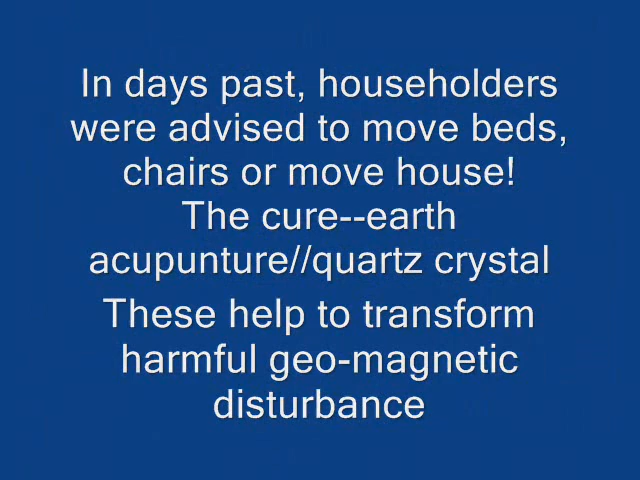 In days past, householders
were advised to move beds,
chairs or move house!
The cure--earth
acupunture//quartz crystal
These help to transform
harmful geo-magnetic
disturbance